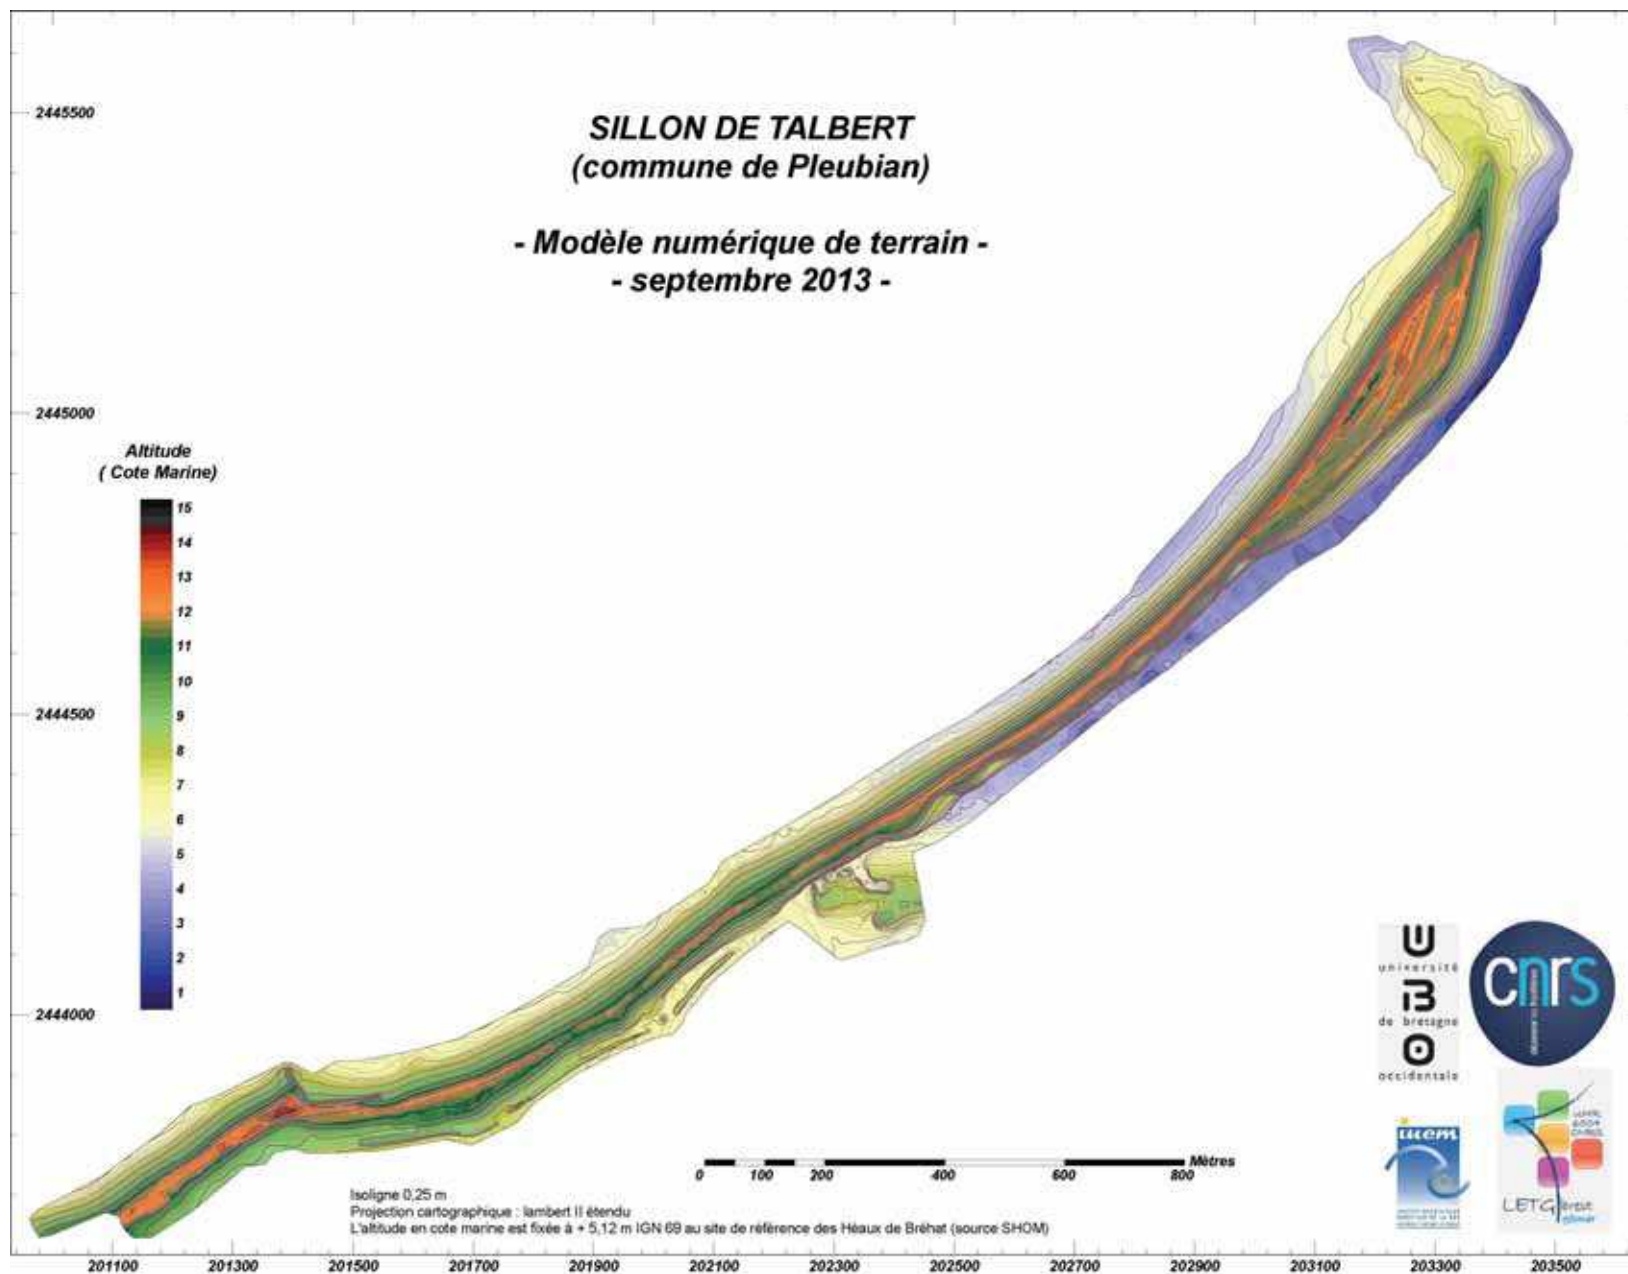 SILLON DE TALBERT
(commune de Pleubian)
- Modèle numérique de terrain -
- septembre 2013 -
2445500
2445000
2444500
2444000
Altitude
( Cote Marine)
15
14
13
12
11
10
9
8
7
6
5
4
3
2
1
université
de bretagne
occidentale
cnrs
iuem
LETG brest
Mètres
0 100 200 400 600 800
Isoligne 0,25 m
Projection cartographique : lambert II étendu
L'altitude en cote marine est fixée à + 5,12 m IGN 69 au site de référence des Héaux de Bréhat (source SHOM)
201100 201300 201500 201700 201900 202100 202300 202500 202700 202900 203100 203300 203500